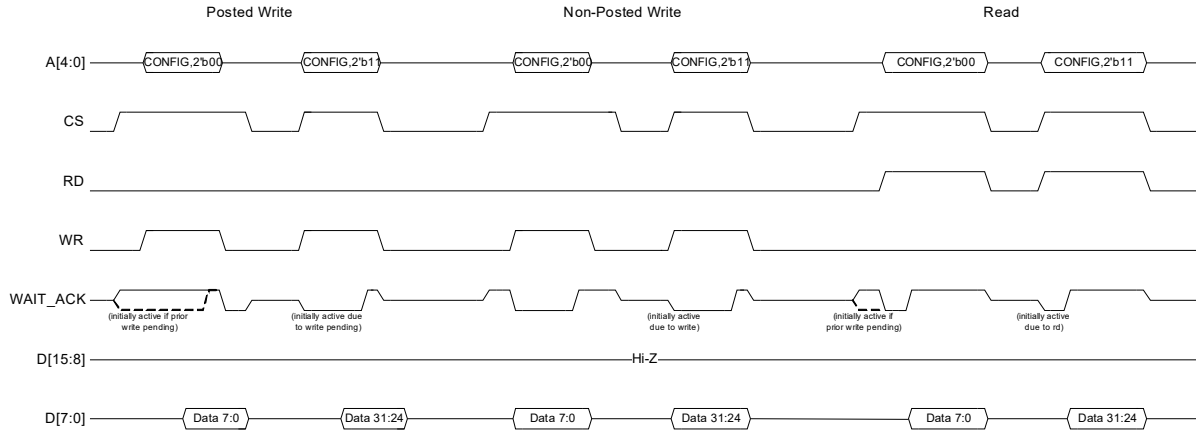 Posted Write Non-Posted Write Read
A[4:0] CONFIG,2'b00 CONFIG,2'b11 CONFIG,2'b00 CONFIG,2'b11 CONFIG,2'b00 CONFIG,2'b11
CS
RD
WR
WAIT_ACK
(initially active if prior (initially active due (initially active (initially active if (initially active
write pending) to write pending) due to write) prior write pending) due to rd)
D[15:8] Hi-Z
D[7:0] Data 7:0 Data 31:24 Data 7:0 Data 31:24 Data 7:0 Data 31:24